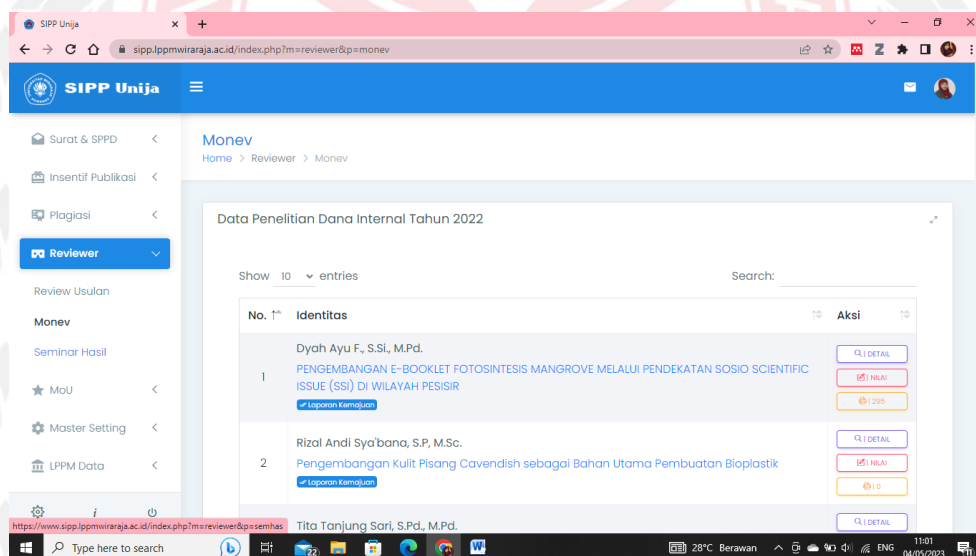 SIPP Unija
sipp.lppmwiraraja.ac.id/index.php?m=reviewer&p=monev
SIPP Unija
Surat & SPPD
Insentif Publikasi
Plagiasi
Reviewer
Review Usulan
Monev
Seminar Hasil
MoU
Master Setting
LPPM Data
Monev
Home > Reviewer > Monev
Data Penelitian Dana Internal Tahun 2022
Show 10 entries
Search:
No. Identitas Aksi
1
Dyah Ayu F., S.Si., M.Pd.
PENGEMBANGAN E-BOOKLET FOTOSINTESIS MANGROVE MELALUI PENDEKATAN SOSIO SCIENTIFIC
ISSUE (SSI) DI WILAYAH PESISIR
Laporan Kemajuan
| DETAIL
| NILAI
| 295
2
Rizal Andi Sya'bana, S.P, M.Sc.
Pengembangan Kulit Pisang Cavendish sebagai Bahan Utama Pembuatan Bioplastik
Laporan Kemajuan
| DETAIL
| NILAI
| 0
Tita Tanjung Sari, S.Pd., M.Pd.
| DETAIL
https://www.sipp.lppmwiraraja.ac.id/index.php?m=reviewer&p=semhas
Type here to search
22
28°C Berawan
ENG
11:01
04/05/2023